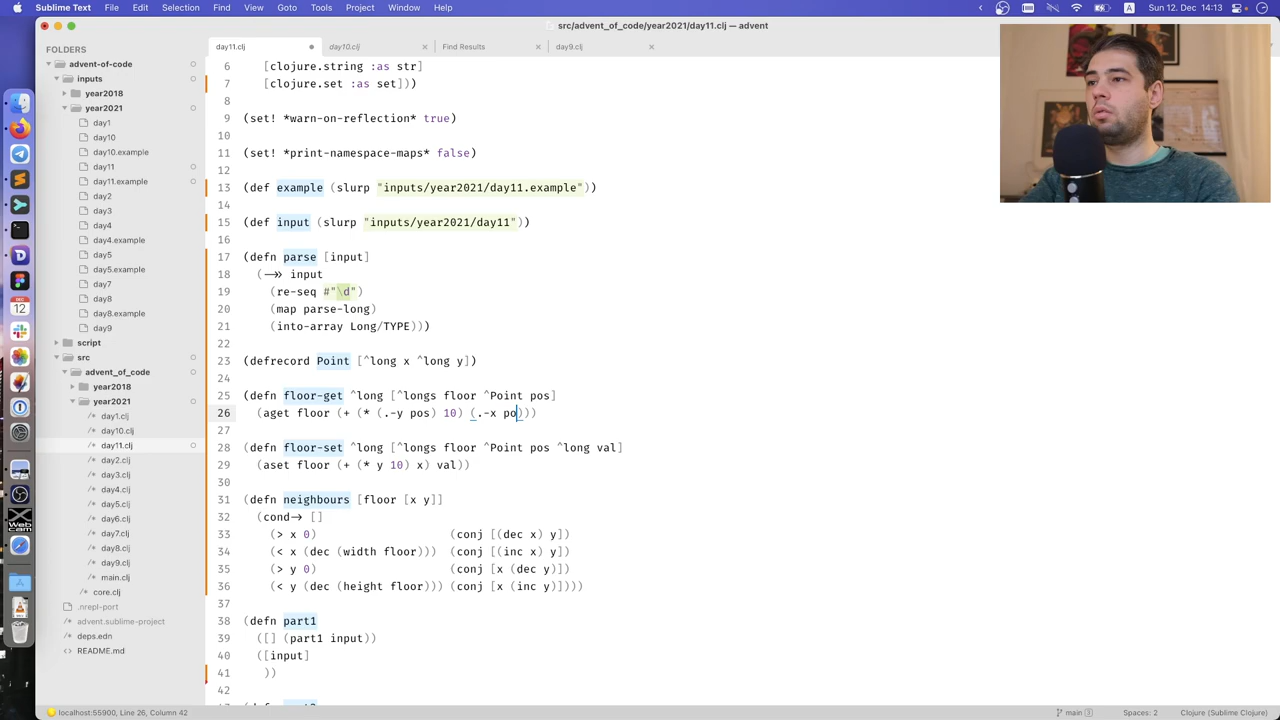 Sublime Text File Edit Selection Find View Goto Tools Project Window Help
src/advent_of_code/year2021/day11.clj — advent
FOLDERS
advent-of-code
inputs
year2018
year2021
day1
day10
day10.example
day11
day11.example
day2
day3
day4
day4.example
day5
day5.example
day7
day8
day8.example
day9
script
src
advent_of_code
year2018
year2021
day1.clj
day10.clj
day11.clj
day2.clj
day3.clj
day4.clj
day5.clj
day6.clj
day7.clj
day8.clj
day9.clj
main.clj
core.clj
.nrepl-port
advent.sublime-project
deps.edn
README.md
day11.clj
day10.clj
Find Results
day9.clj
6 [clojure.string :as str]
7 [clojure.set :as set]))
8
9 (set! *warn-on-reflection* true)
10
11 (set! *print-namespace-maps* false)
12
13 (def example (slurp "inputs/year2021/day11.example"))
14
15 (def input (slurp "inputs/year2021/day11"))
16
17 (defn parse [input]
18 (->> input
19 (re-seq #"\d")
20 (map parse-long)
21 (into-array Long/TYPE)))
22
23 (defrecord Point [^long x ^long y])
24
25 (defn floor-get ^long [^longs floor ^Point pos]
26 (aget floor (+ (* (.-y pos) 10) (.-x po)))
27
28 (defn floor-set ^long [^longs floor ^Point pos ^long val]
29 (aset floor (+ (* y 10) x) val))
30
31 (defn neighbours [floor [x y]]
32 (cond-> []
33 (> x 0) (conj [(dec x) y])
34 (< x (dec (width floor))) (conj [(inc x) y])
35 (> y 0) (conj [x (dec y)])
36 (< y (dec (height floor))) (conj [x (inc y)])))
37
38 (defn part1
39 ([] (part1 input))
40 ([input]
41 ))
42
DEC
12
Web
cam
localhost:55900, Line 26, Column 42
main 3
Spaces: 2
Clojure (Sublime Clojure)